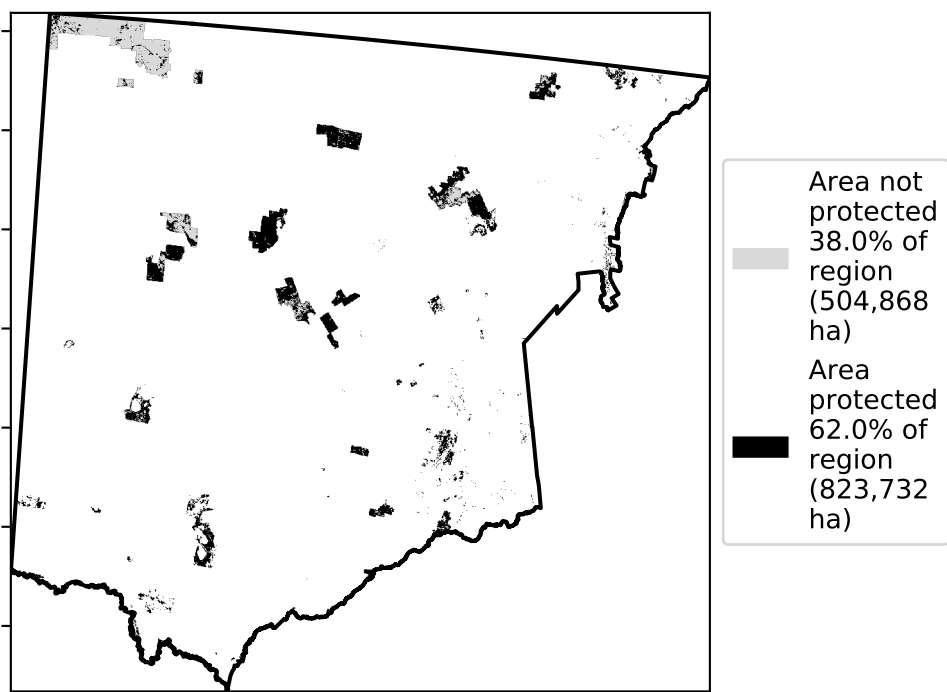 Area not
protected
38.0% of
region
(504,868
ha)
Area
protected
62.0% of
region
(823,732
ha)